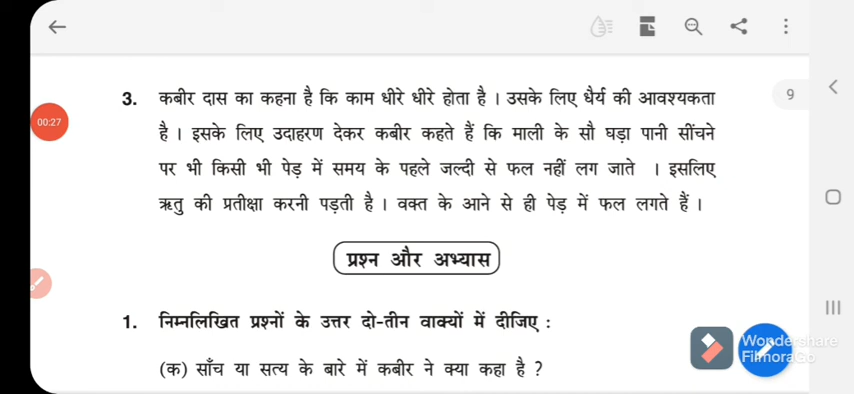 00:27
9
3. कबीर दास का कहना है कि काम धीरे धीरे होता है । उसके लिए धैर्य की आवश्यकता
है । इसके लिए उदाहरण देकर कबीर कहते हैं कि माली के सौ घड़ा पानी सींचने
पर भी किसी भी पेड़ में समय के पहले जल्दी से फल नहीं लग जाते । इसलिए
ऋतु की प्रतीक्षा करनी पड़ती है । वक्त के आने से ही पेड़ में फल लगते हैं ।
प्रश्न और अभ्यास
1. निम्नलिखित प्रश्नों के उत्तर दो-तीन वाक्यों में दीजिए :
(क) साँच या सत्य के बारे में कबीर ने क्या कहा है ?
Wondershare
FilmoraGo